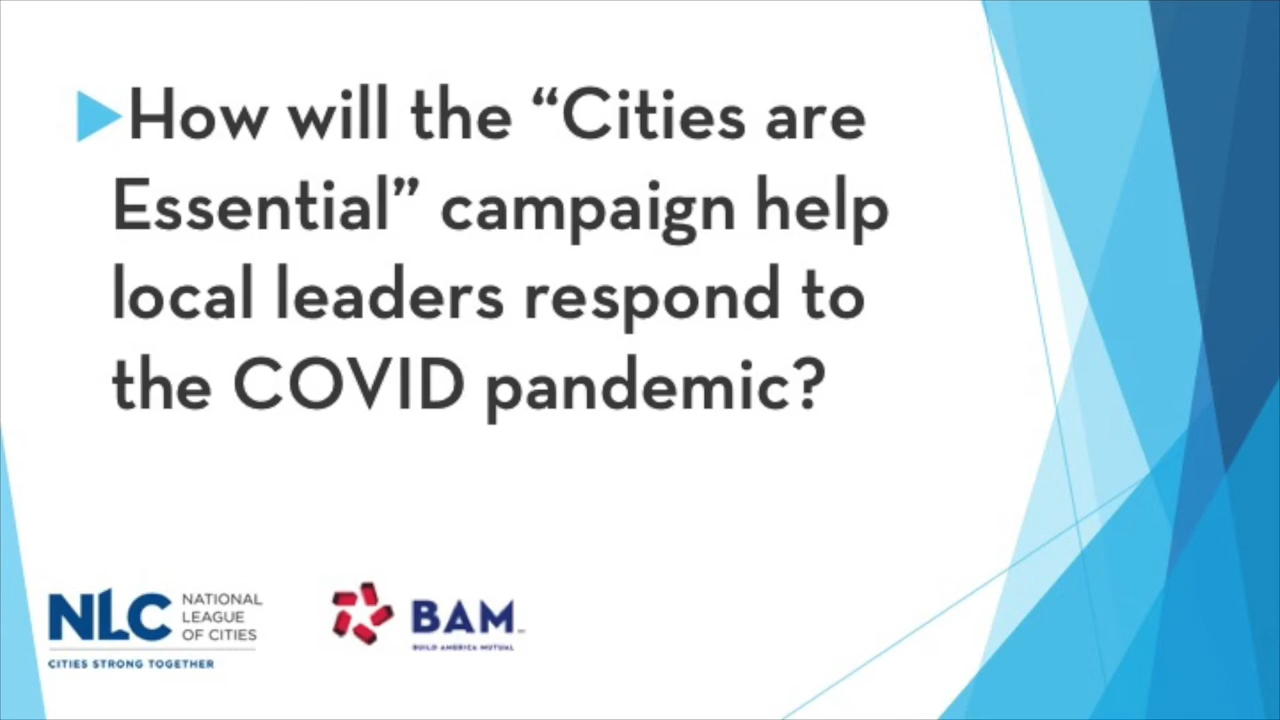 How will the “Cities are
Essential” campaign help
local leaders respond to
the COVID pandemic?
NLC
NATIONAL
LEAGUE
OF CITIES
CITIES STRONG TOGETHER
BAM
BUILD AMERICA MUTUAL